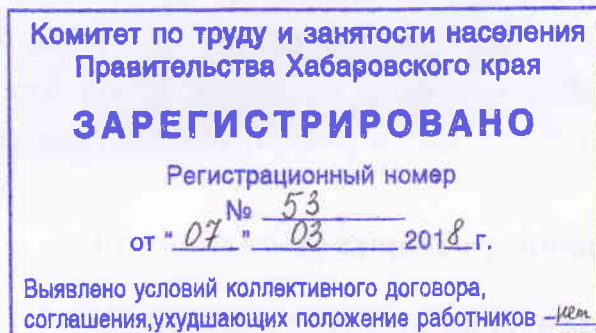 Комитет по труду и занятости населения
Правительства Хабаровского края
ЗАРЕГИСТРИРОВАНО
Регистрационный номер
№ 53
от "07" 03 2018 г.
Выявлено условий коллективного договора,
соглашения,ухудшающих положение работников -нет